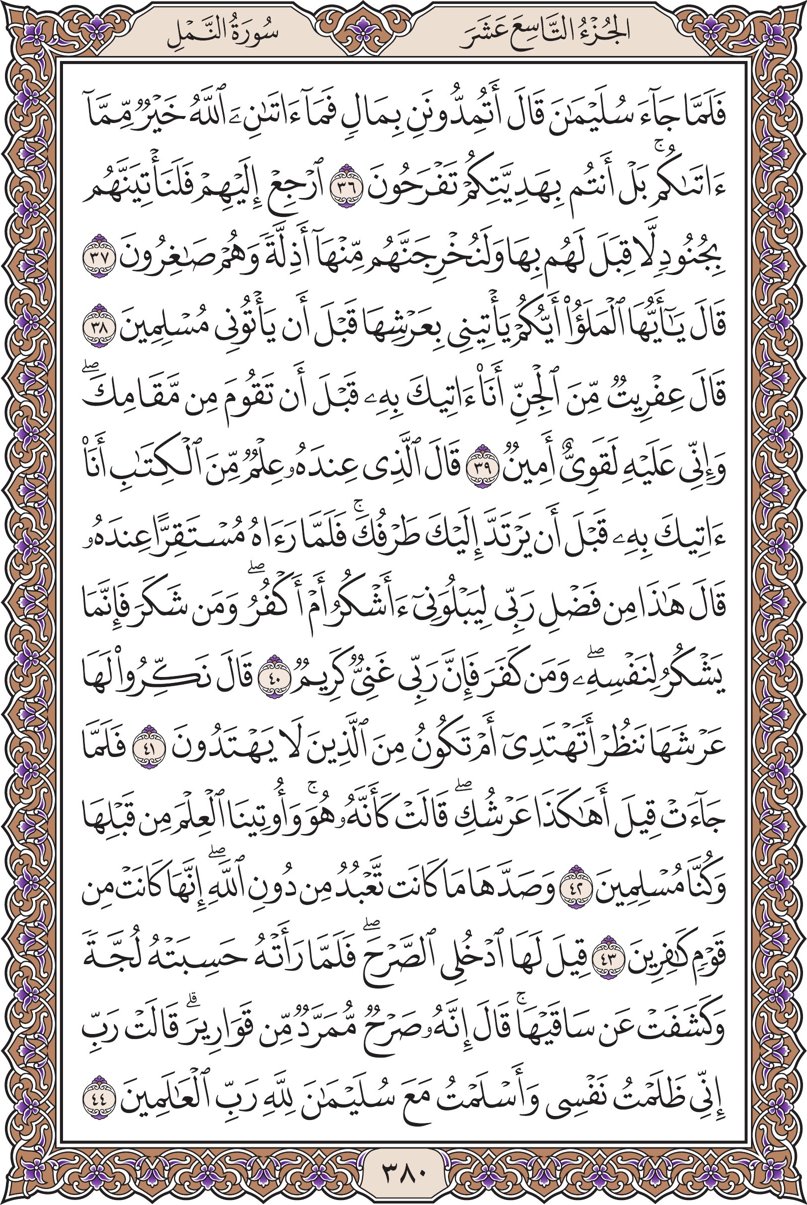 الجُزْءُ التَّاسِعَ عَشَرَ
سُورَةُ النَّمْلِ
فَلَمَّا جَآءَ سُلَيْمَٰنَ قَالَ أَتُمِدُّونَنِ بِمَالٍ فَمَآ ءَاتَىٰنِۦَ ٱللَّهُ خَيْرٌ مِّمَّآ
ءَاتَىٰكُمۚ بَلْ أَنتُم بِهَدِيَّتِكُمْ تَفْرَحُونَ ٣٦ ٱرْجِعْ إِلَيْهِمْ فَلَنَأْتِيَنَّهُم
بِجُنُودٍ لَّا قِبَلَ لَهُم بِهَا وَلَنُخْرِجَنَّهُم مِّنْهَآ أَذِلَّةً وَهُمْ صَٰغِرُونَ ٣٧
قَالَ يَٰٓأَيُّهَا ٱلْمَلَؤُا۟ أَيُّكُمْ يَأْتِينِى بِعَرْشِهَا قَبْلَ أَن يَأْتُونِى مُسْلِمِينَ ٣٨
قَالَ عِفْرِيتٌ مِّنَ ٱلْجِنِّ أَنَا۠ ءَاتِيكَ بِهِۦ قَبْلَ أَن تَقُومَ مِن مَّقَامِكَۖ
وَإِنِّى عَلَيْهِ لَقَوِىٌّ أَمِينٌ ٣٩ قَالَ ٱلَّذِى عِندَهُۥ عِلْمٌ مِّنَ ٱلْكِتَٰبِ أَنَا۠
ءَاتِيكَ بِهِۦ قَبْلَ أَن يَرْتَدَّ إِلَيْكَ طَرْفُكَۚ فَلَمَّا رَءَاهُ مُسْتَقِرًّا عِندَهُۥ
قَالَ هَٰذَا مِن فَضْلِ رَبِّى لِيَبْلُوَنِىٓ ءَأَشْكُرُ أَمْ أَكْفُرُۖ وَمَن شَكَرَ فَإِنَّمَا
يَشْكُرُ لِنَفْسِهِۦۖ وَمَن كَفَرَ فَإِنَّ رَبِّى غَنِىٌّ كَرِيمٌ ٤٠ قَالَ نَكِّرُوا۟ لَهَا
عَرْشَهَا نَنظُرْ أَتَهْتَدِىٓ أَمْ تَكُونُ مِنَ ٱلَّذِينَ لَا يَهْتَدُونَ ٤١ فَلَمَّا
جَآءَتْ قِيلَ أَهَٰكَذَا عَرْشُكِۖ قَالَتْ كَأَنَّهُۥ هُوَۚ وَأُوتِينَا ٱلْعِلْمَ مِن قَبْلِهَا
وَكُنَّا مُسْلِمِينَ ٤٢ وَصَدَّهَا مَا كَانَت تَّعْبُدُ مِن دُونِ ٱللَّهِۖ إِنَّهَا كَانَتْ مِن
قَوْمٍ كَٰفِرِينَ ٤٣ قِيلَ لَهَا ٱدْخُلِى ٱلصَّرْحَۖ فَلَمَّا رَأَتْهُ حَسِبَتْهُ لُجَّةً
وَكَشَفَتْ عَن سَاقَيْهَاۚ قَالَ إِنَّهُۥ صَرْحٌ مُّمَرَّدٌ مِّن قَوَارِيرَۗ قَالَتْ رَبِّ
إِنِّى ظَلَمْتُ نَفْسِى وَأَسْلَمْتُ مَعَ سُلَيْمَٰنَ لِلَّهِ رَبِّ ٱلْعَٰلَمِينَ ٤٤
٣٨٠